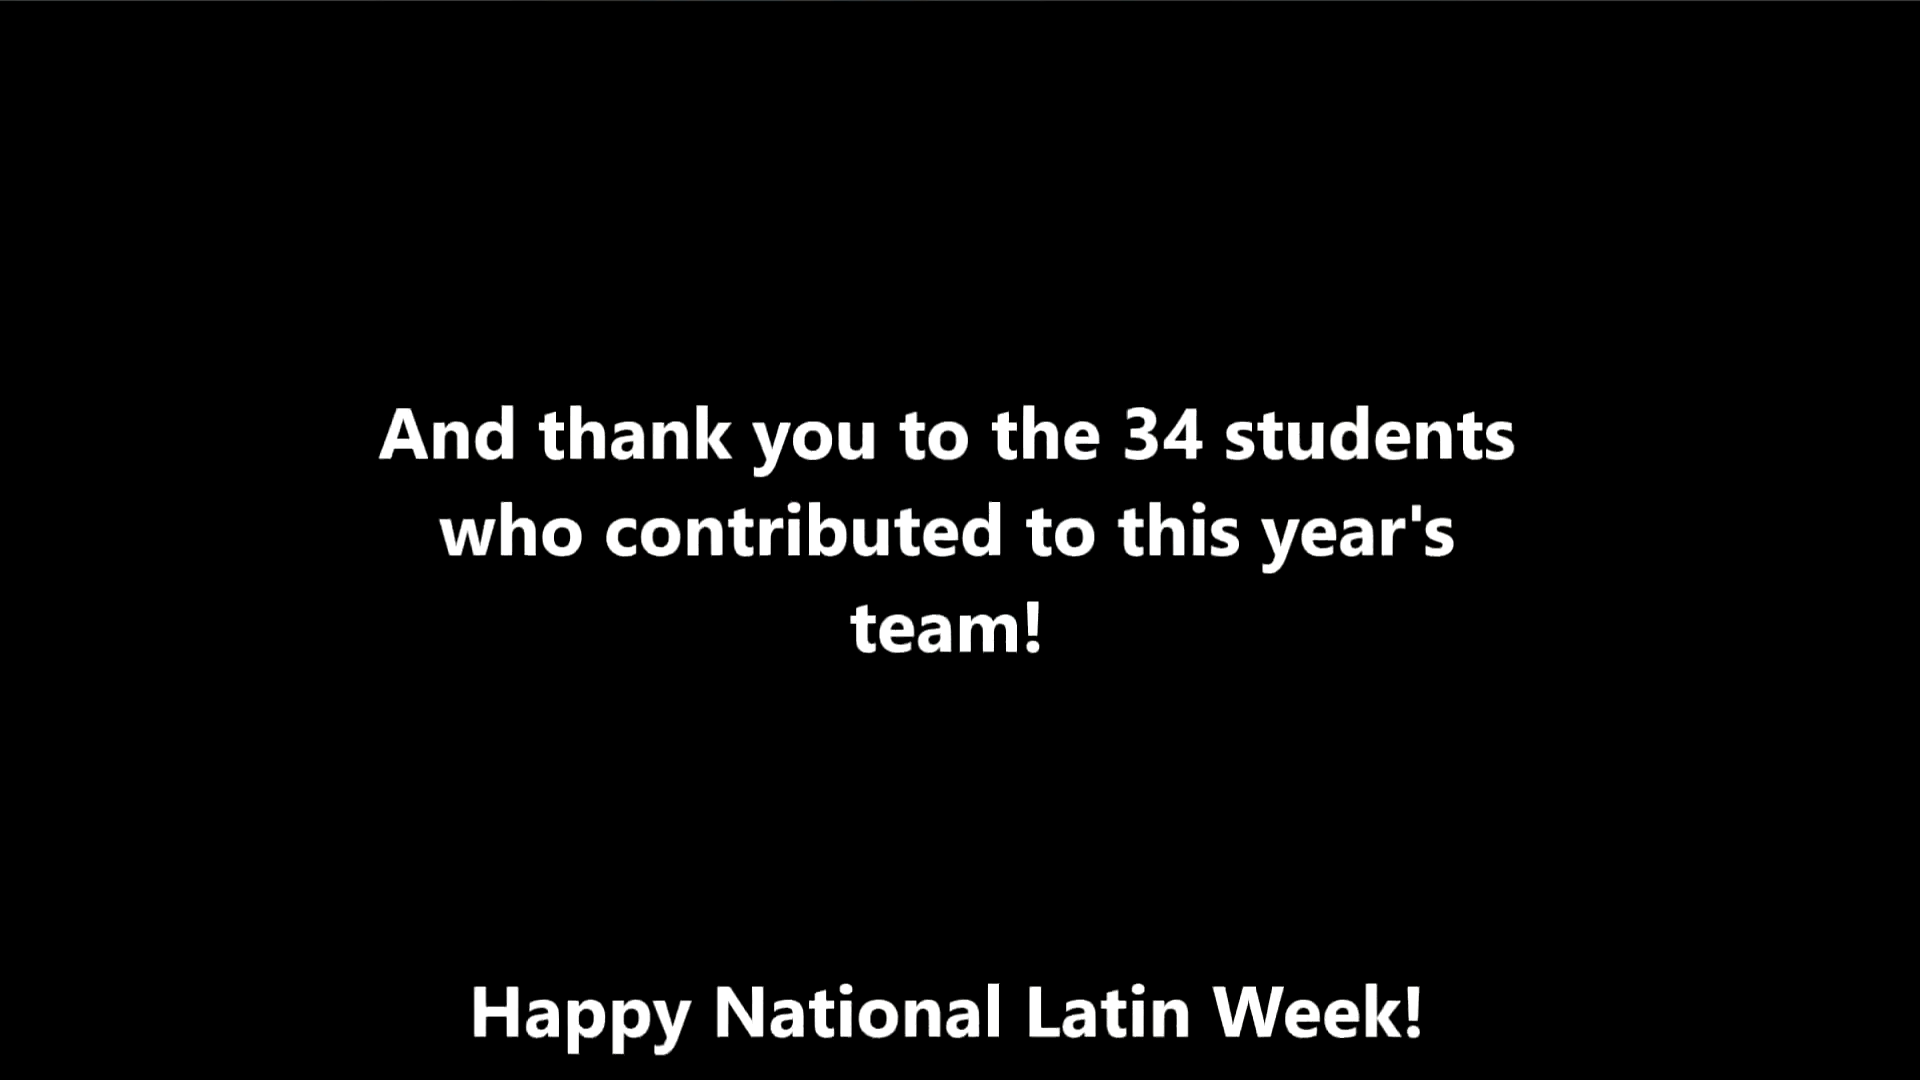 And thank you to the 34 students
who contributed to this year's
team!
Happy National Latin Week!